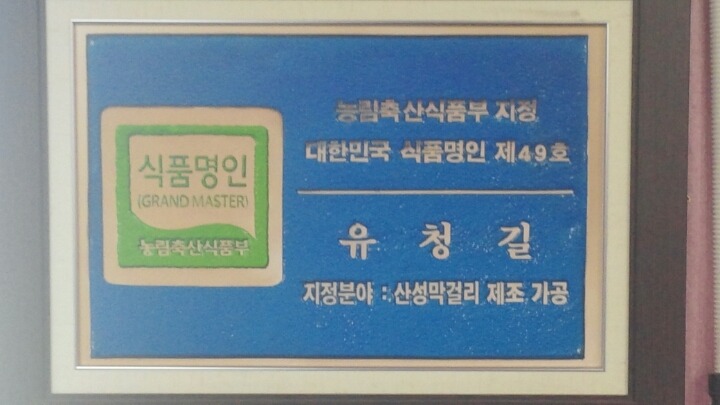 식품명인
(GRAND MASTER)
농림축산식품부
농림축산식품부 지정
대한민국 식품명인 제49호
유청길
지정분야 : 산성막걸리 제조 가공